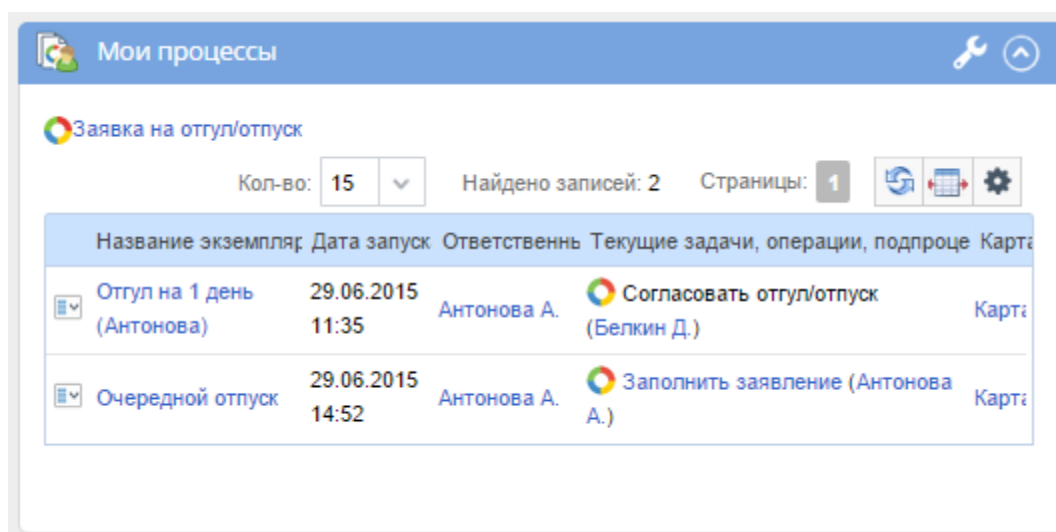 Мои процессы
Заявка на отгул/отпуск
Кол-во: 15 Найдено записей: 2 Страницы: 1
Название экземпляр Дата запуск Ответственнь Текущие задачи, операции, подпроце Карта
Отгул на 1 день 29.06.2015 Антонова А. Согласовать отгул/отпуск Карта
(Антонова) 11:35 (Белкин Д.)
Очередной отпуск 29.06.2015 Антонова А. Заполнить заявление (Антонова Карта
14:52 А.)